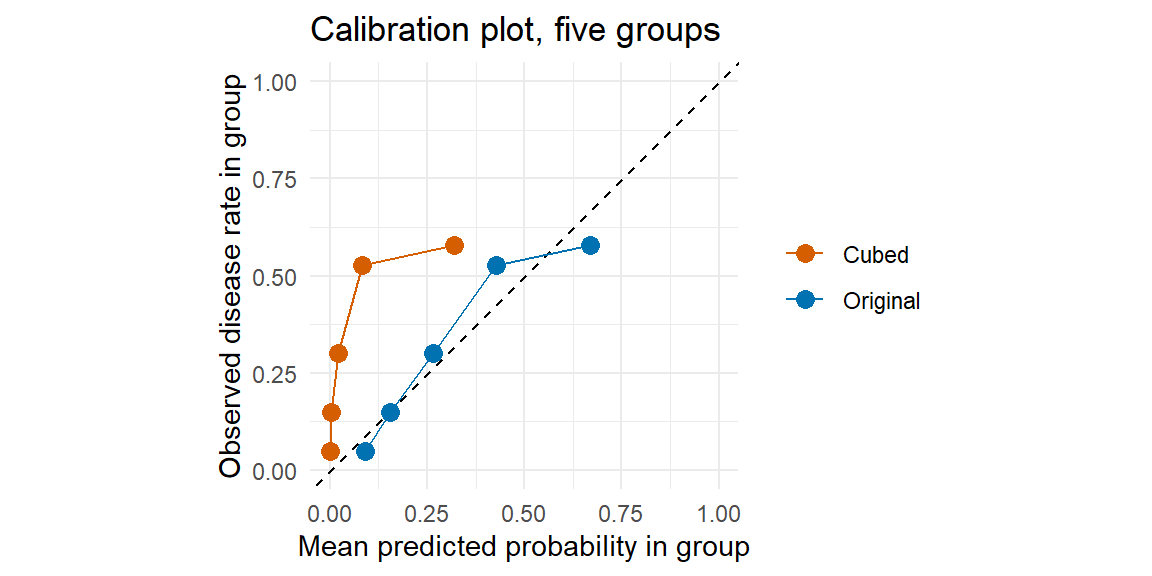 Calibration plot, five groups
Observed disease rate in group
1.00
0.75
0.50
0.25
0.00
0.00 0.25 0.50 0.75 1.00
Mean predicted probability in group
Cubed
Original